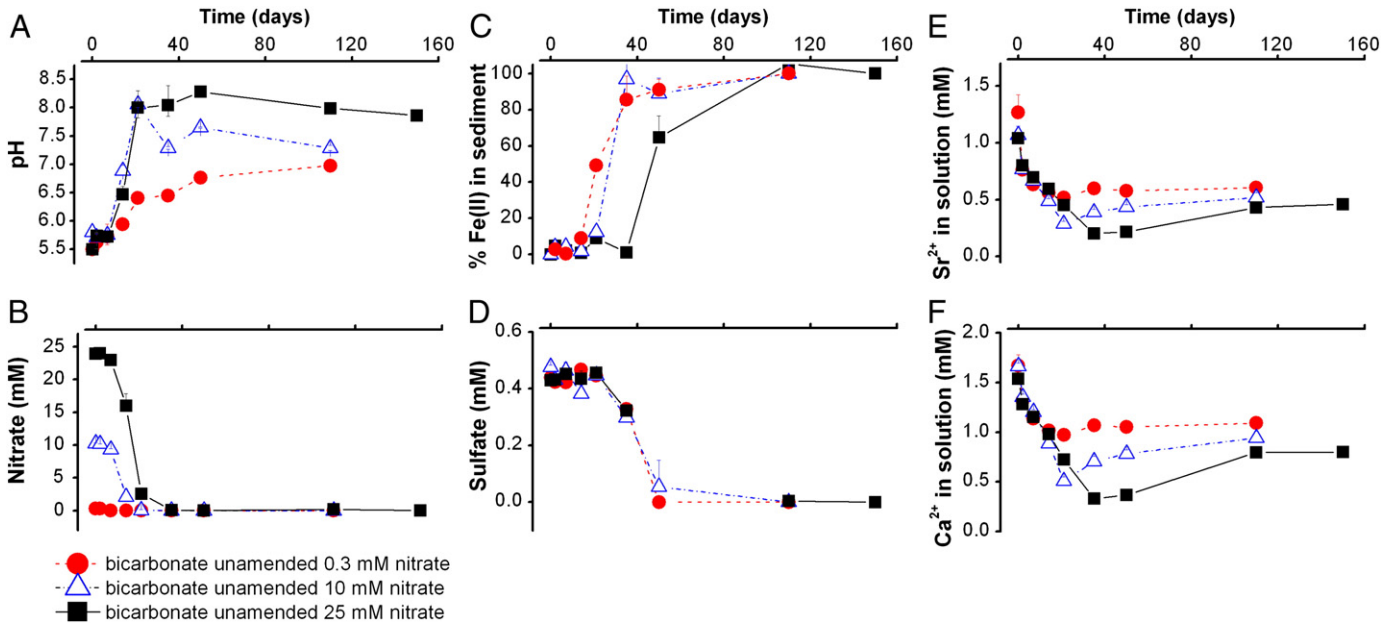 A
Time (days)
0 40 80 120 160
pH
8.5
8.0
7.5
7.0
6.5
6.0
5.5
C
Time (days)
0 40 80 120 160
% Fe(II) in sediment
100
80
60
40
20
0
E
Time (days)
0 40 80 120 160
Sr²⁺ in solution (mM)
1.5
1.0
0.5
0.0
B
Nitrate (mM)
25
20
15
10
5
0
D
Sulfate (mM)
0.6
0.4
0.2
0.0
F
Ca²⁺ in solution (mM)
2.0
1.5
1.0
0.5
0.0
bicarbonate unamended 0.3 mM nitrate
bicarbonate unamended 10 mM nitrate
bicarbonate unamended 25 mM nitrate